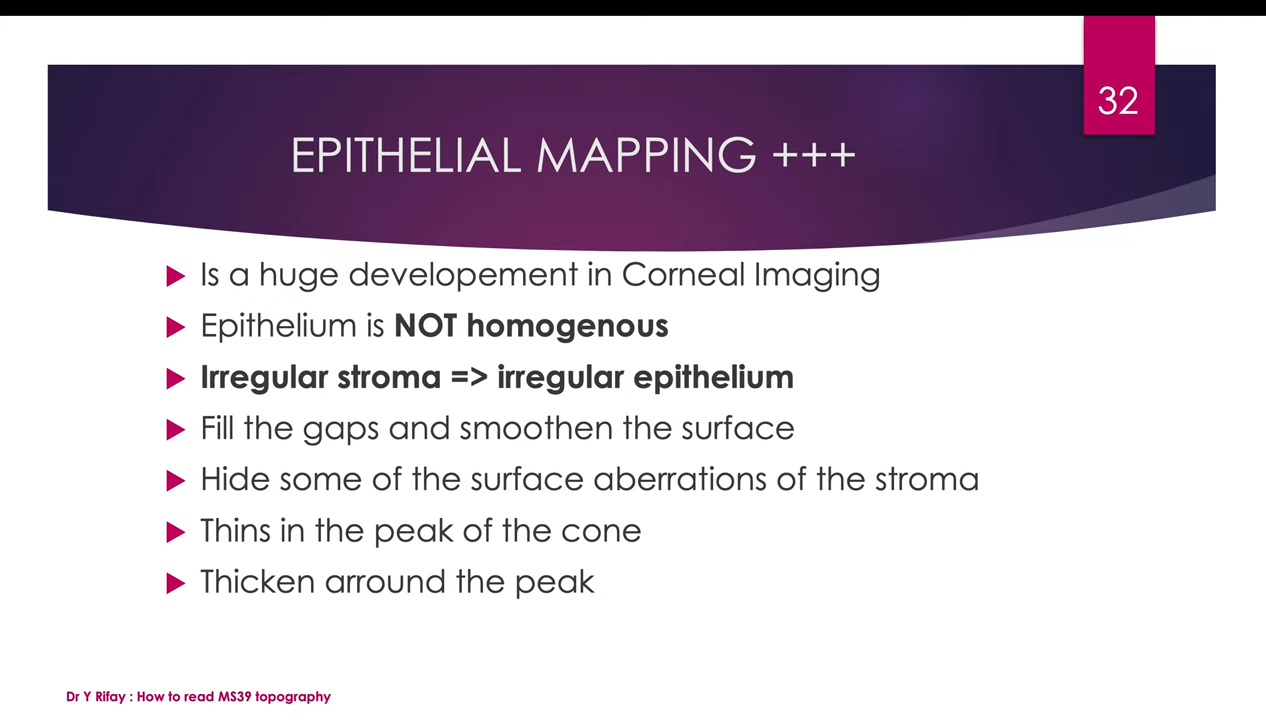 32
EPITHELIAL MAPPING +++
Is a huge developement in Corneal Imaging
Epithelium is NOT homogenous
Irregular stroma => irregular epithelium
Fill the gaps and smoothen the surface
Hide some of the surface aberrations of the stroma
Thins in the peak of the cone
Thicken arround the peak
Dr Y Rifay : How to read MS39 topography